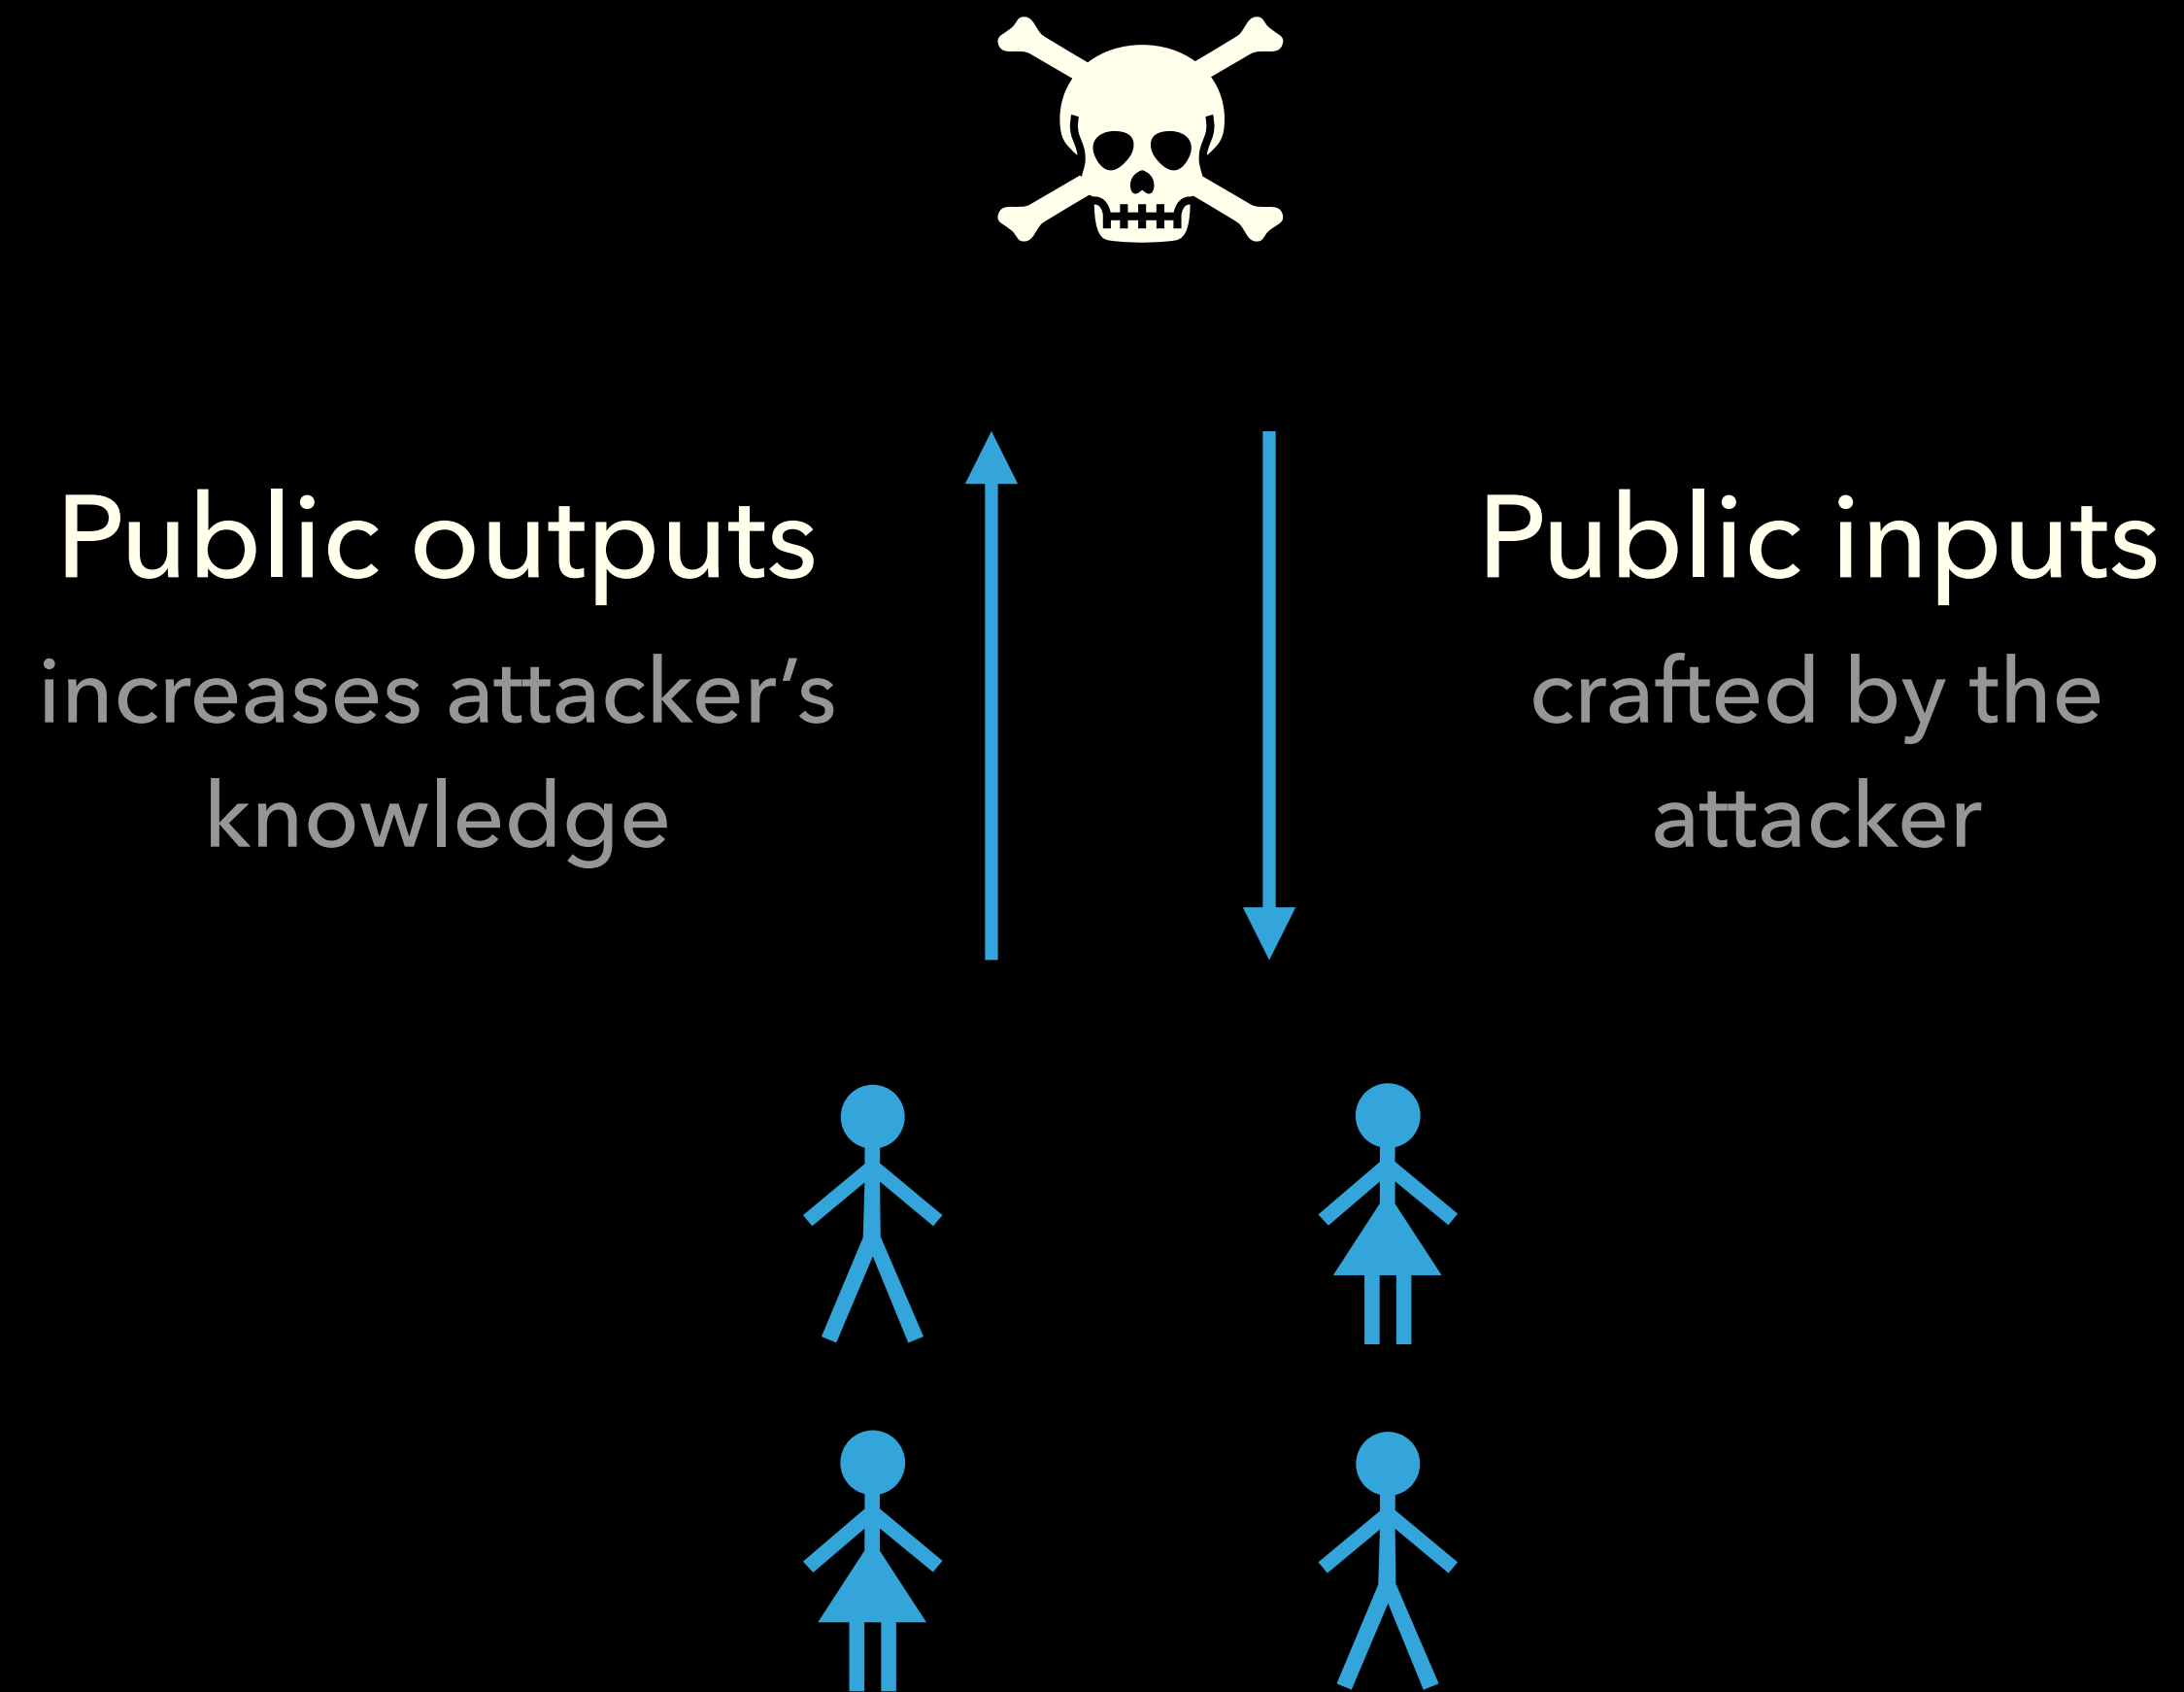 Public outputs
increases attacker’s
knowledge
Public inputs
crafted by the
attacker